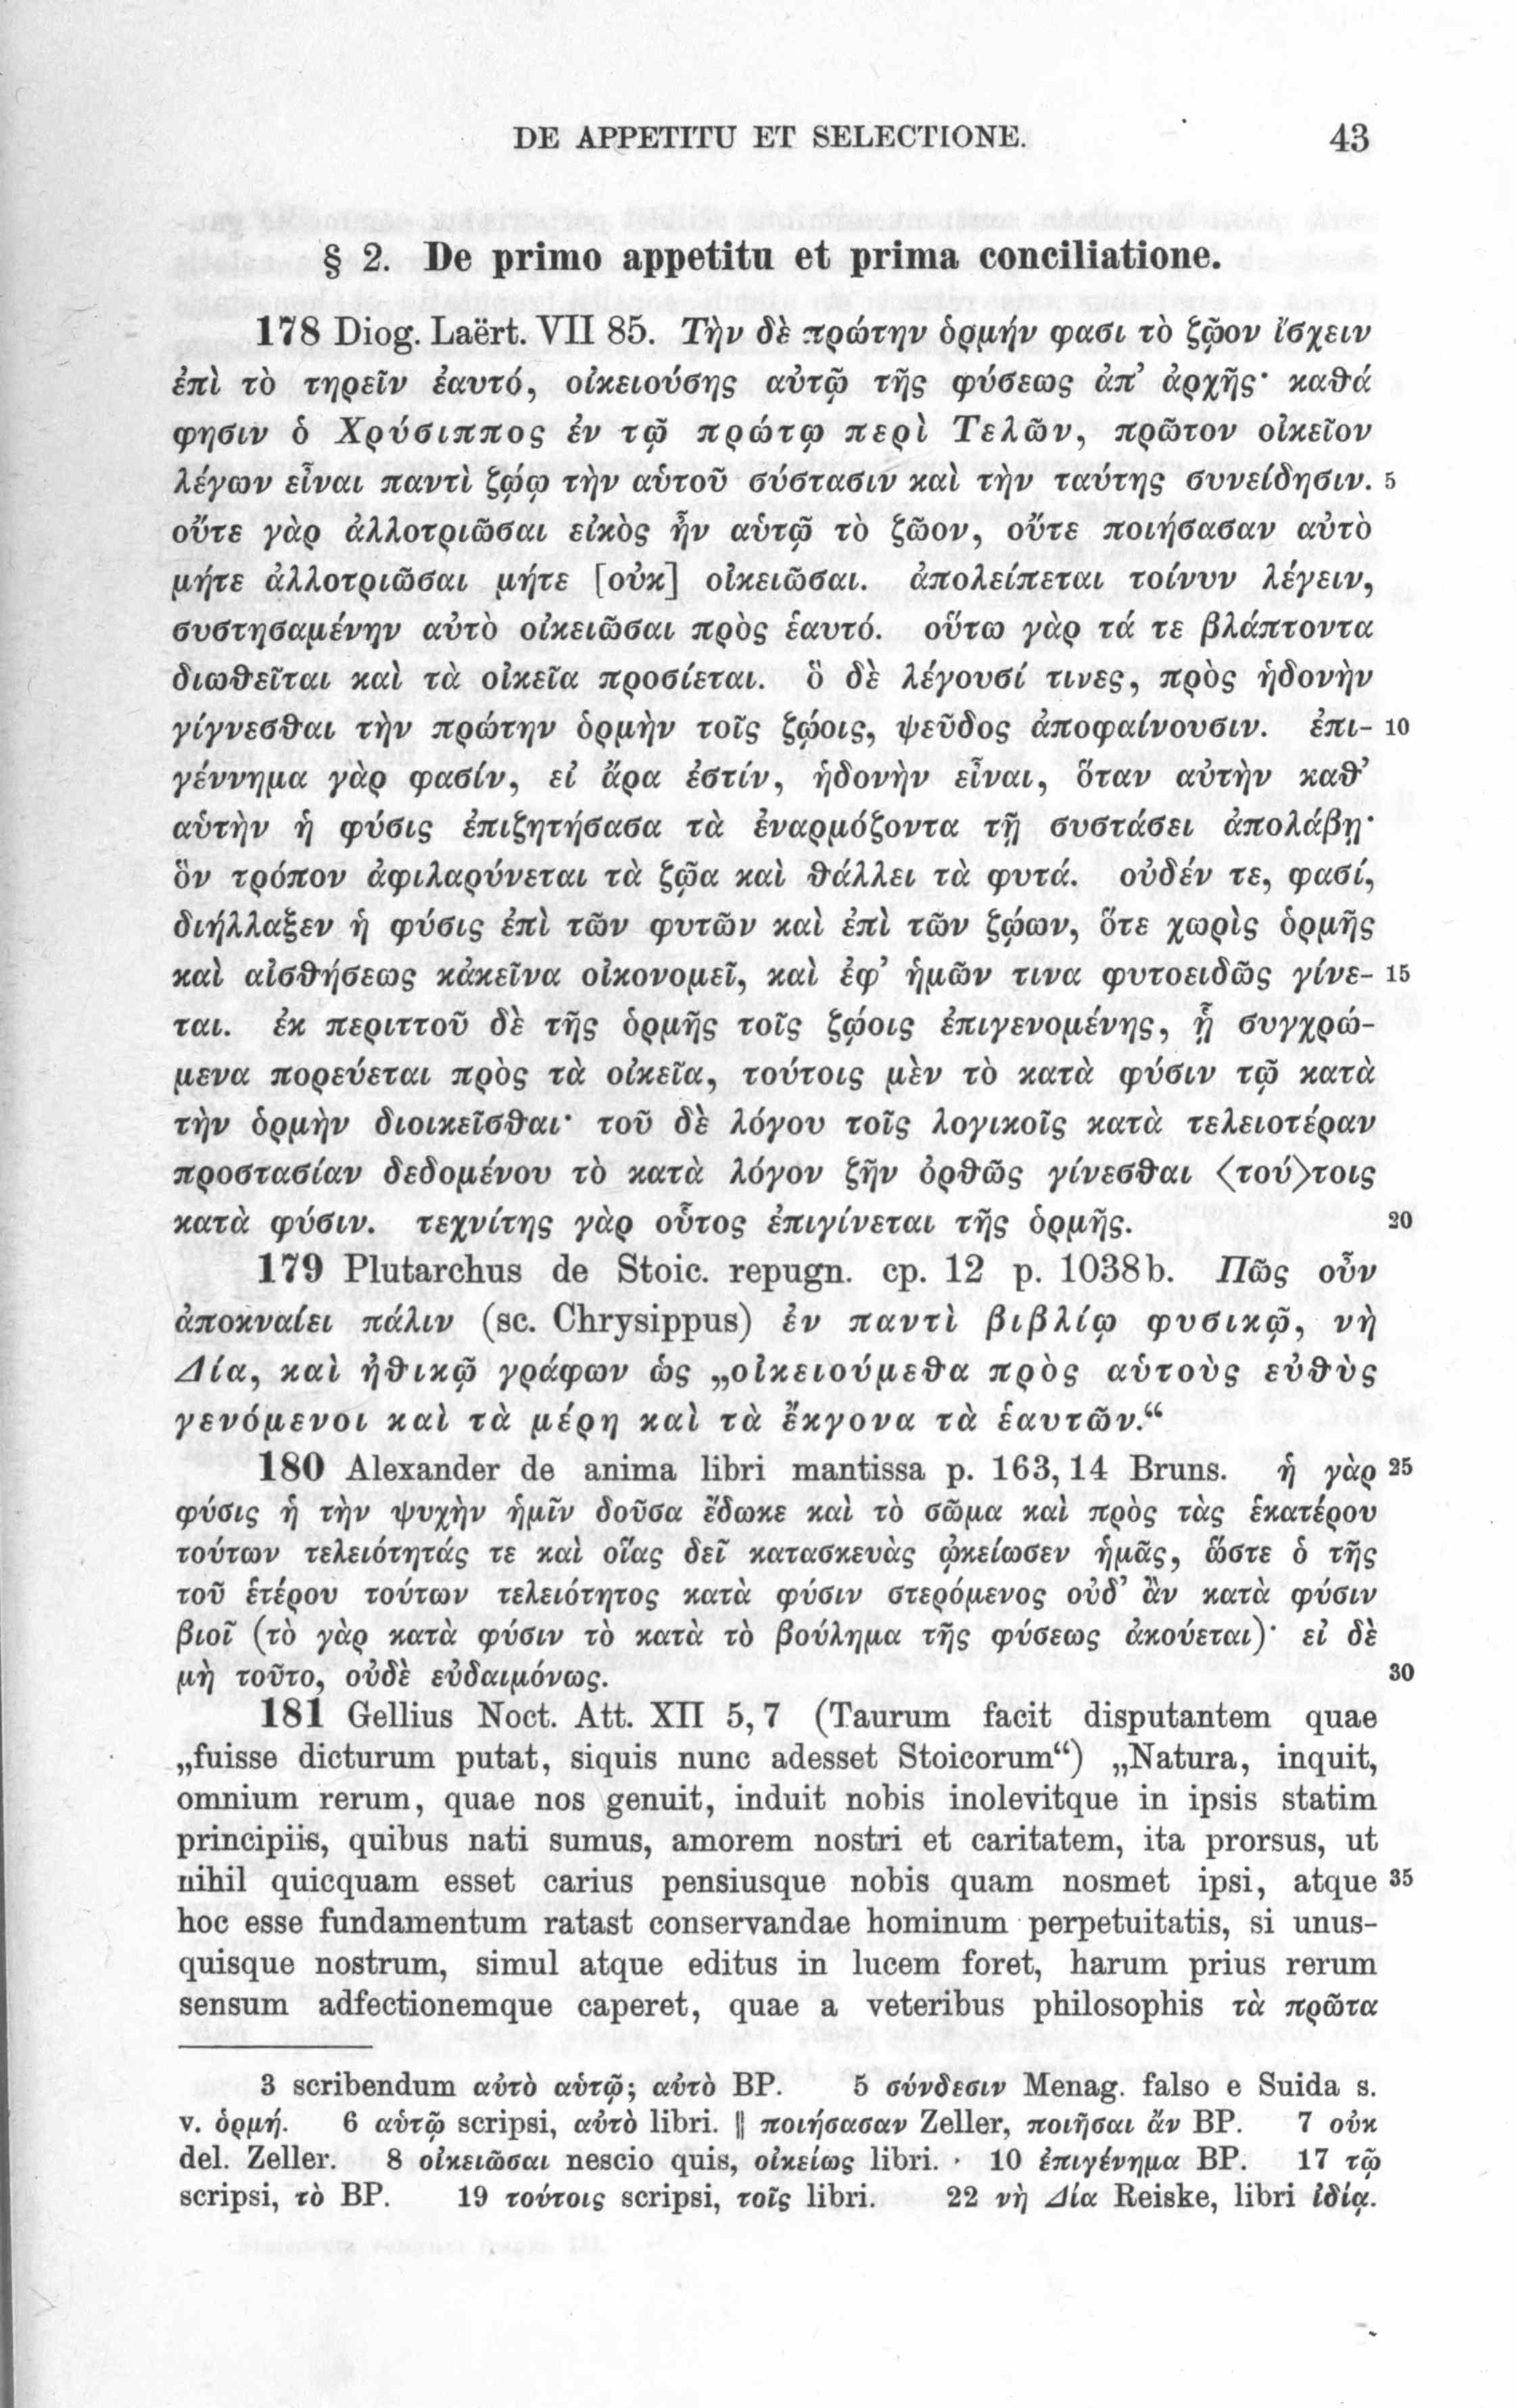 DE APPETITU ET SELECTIONE. 43
§ 2. De primo appetitu et prima conciliatione.
178 Diog. Laërt. VII 85. Τὴν δὲ πρώτην ὁρμήν φασι τὸ ζῷον ἴσχειν
ἐπὶ τὸ τηρεῖν ἑαυτό, οἰκειούσης αὐτῷ τῆς φύσεως ἀπ’ ἀρχῆς· καθά
φησιν ὁ Χρύσιππος ἐν τῷ πρώτῳ περὶ Τελῶν, πρῶτον οἰκεῖον
λέγων εἶναι παντὶ ζῴῳ τὴν αὑτοῦ σύστασιν καὶ τὴν ταύτης συνείδησιν. 5
οὔτε γὰρ ἀλλοτριῶσαι εἰκὸς ἦν αὑτῷ τὸ ζῶον, οὔτε ποιήσασαν αὐτὸ
μήτε ἀλλοτριῶσαι μήτε [οὐκ] οἰκειῶσαι. ἀπολείπεται τοίνυν λέγειν,
συστησαμένην αὐτὸ οἰκειῶσαι πρὸς ἑαυτό. οὕτω γὰρ τά τε βλάπτοντα
διωθεῖται καὶ τὰ οἰκεῖα προσίεται. ὃ δὲ λέγουσί τινες, πρὸς ἡδονὴν
γίγνεσθαι τὴν πρώτην ὁρμὴν τοῖς ζῴοις, ψεῦδος ἀποφαίνουσιν. ἐπι- 10
γέννημα γὰρ φασίν, εἰ ἄρα ἐστίν, ἡδονὴν εἶναι, ὅταν αὐτὴν καθ’
αὑτὴν ἡ φύσις ἐπιζητήσασα τὰ ἐναρμόζοντα τῇ συστάσει ἀπολάβῃ·
ὃν τρόπον ἀφιλαρύνεται τὰ ζῷα καὶ θάλλει τὰ φυτά. οὐδέν τε, φασί,
διήλλαξεν ἡ φύσις ἐπὶ τῶν φυτῶν καὶ ἐπὶ τῶν ζῴων, ὅτε χωρὶς ὁρμῆς
καὶ αἰσθήσεως κἀκεῖνα οἰκονομεῖ, καὶ ἐφ’ ἡμῶν τινα φυτοειδῶς γίνε- 15
ται. ἐκ περιττοῦ δὲ τῆς ὁρμῆς τοῖς ζῴοις ἐπιγενομένης, ᾗ συγχρώ-
μενα πορεύεται πρὸς τὰ οἰκεῖα, τούτοις μὲν τὸ κατὰ φύσιν τῷ κατὰ
τὴν ὁρμὴν διοικεῖσθαι· τοῦ δὲ λόγου τοῖς λογικοῖς κατὰ τελειοτέραν
προστασίαν δεδομένου τὸ κατὰ λόγον ζῆν ὀρθῶς γίνεσθαι ⟨τού⟩τοις
κατὰ φύσιν. τεχνίτης γὰρ οὗτος ἐπιγίνεται τῆς ὁρμῆς. 20
179 Plutarchus de Stoic. repugn. cp. 12 p. 1038b. Πῶς οὖν
ἀποκναίει πάλιν (sc. Chrysippus) ἐν παντὶ βιβλίῳ φυσικῷ, νὴ
Δία, καὶ ἠθικῷ γράφων ὡς „οἰκειούμεθα πρὸς αὑτοὺς εὐθὺς
γενόμενοι καὶ τὰ μέρη καὶ τὰ ἔκγονα τὰ ἑαυτῶν.“
180 Alexander de anima libri mantissa p. 163, 14 Bruns. ἡ γὰρ 25
φύσις ἡ τὴν ψυχὴν ἡμῖν δοῦσα ἔδωκε καὶ τὸ σῶμα καὶ πρὸς τὰς ἑκατέρου
τούτων τελειότητάς τε καὶ οἵας δεῖ κατασκευὰς ᾠκείωσεν ἡμᾶς, ὥστε ὁ τῆς
τοῦ ἑτέρου τούτων τελειότητος κατὰ φύσιν στερόμενος οὐδ’ ἂν κατὰ φύσιν
βιοῖ (τὸ γὰρ κατὰ φύσιν τὸ κατὰ τὸ βούλημα τῆς φύσεως ἀκούεται)· εἰ δὲ
μὴ τοῦτο, οὐδὲ εὐδαιμόνως. 30
181 Gellius Noct. Att. XII 5, 7 (Taurum facit disputantem quae
„fuisse dicturum putat, siquis nunc adesset Stoicorum“) „Natura, inquit,
omnium rerum, quae nos genuit, induit nobis inolevitque in ipsis statim
principiis, quibus nati sumus, amorem nostri et caritatem, ita prorsus, ut
nihil quicquam esset carius pensiusque nobis quam nosmet ipsi, atque 35
hoc esse fundamentum ratast conservandae hominum perpetuitatis, si unus-
quisque nostrum, simul atque editus in lucem foret, harum prius rerum
sensum adfectionemque caperet, quae a veteribus philosophis τὰ πρῶτα
3 scribendum αὐτὸ αὑτῷ; αὐτὸ BP. 5 σύνδεσιν Menag. falso e Suida s.
v. ὁρμή. 6 αὑτῷ scripsi, αὐτὸ libri. || ποιήσασαν Zeller, ποιῆσαι ἄν BP. 7 οὐκ
del. Zeller. 8 οἰκειῶσαι nescio quis, οἰκείως libri. 10 ἐπιγένημα BP. 17 τῷ
scripsi, τὸ BP. 19 τούτοις scripsi, τοῖς libri. 22 νὴ Δία Reiske, libri ἰδίᾳ.